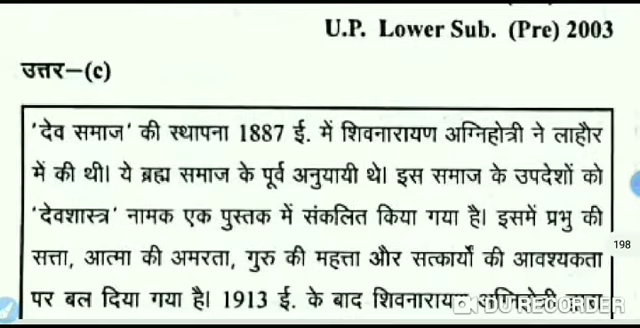 U.P. Lower Sub. (Pre) 2003
उत्तर–(c)
'देव समाज' की स्थापना 1887 ई. में शिवनारायण अग्निहोत्री ने लाहौर
में की थी। ये ब्रह्म समाज के पूर्व अनुयायी थे। इस समाज के उपदेशों को
'देवशास्त्र' नामक एक पुस्तक में संकलित किया गया है। इसमें प्रभु की
सत्ता, आत्मा की अमरता, गुरु की महत्ता और सत्कार्यों की आवश्यकता
198
पर बल दिया गया है। 1913 ई. के बाद शिवनारायण
DU RECORDER